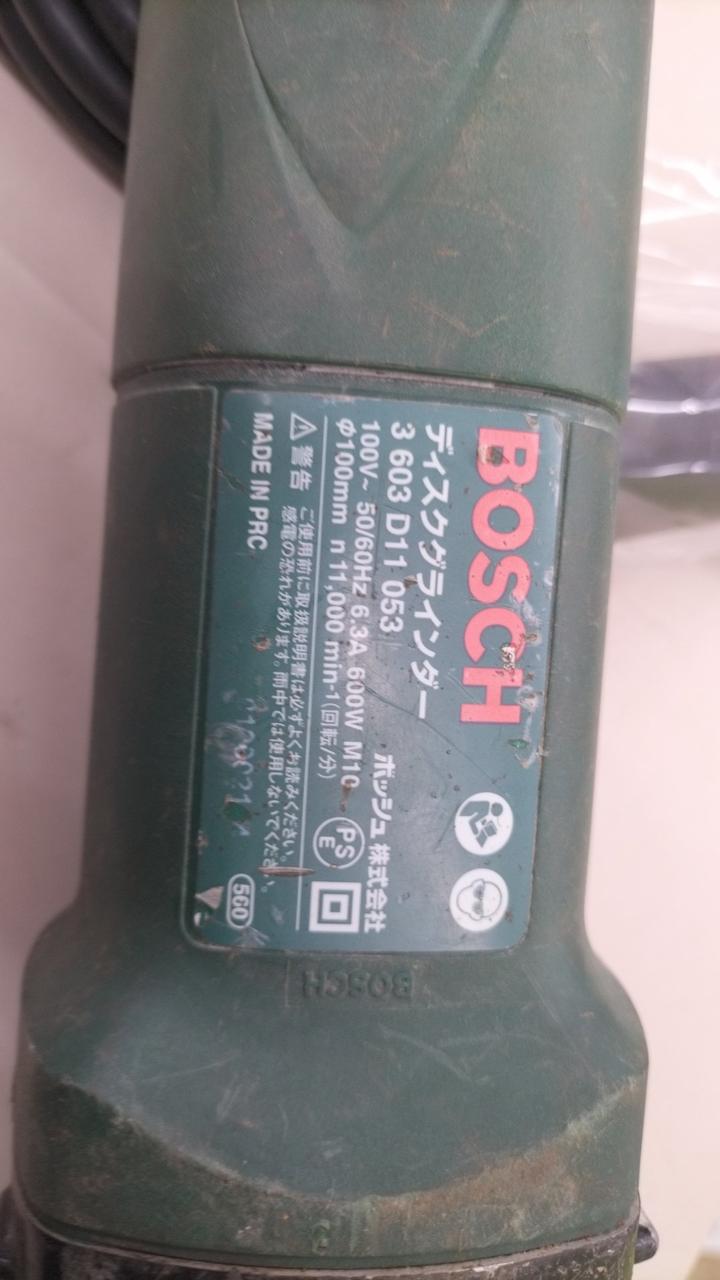 BOSCH
ディスクグラインダー
3 603 D11 053
ボッシュ株式会社
100V~ 50/60Hz 6.3A 600W M10
φ100mm n 11,000 min-1(回転/分)
PS
E
警告 ご使用前に取扱説明書は必ずよくお読みください。
感電の恐れがあります。雨中では使用しないでください。
MADE IN PRC
560
BOSCH